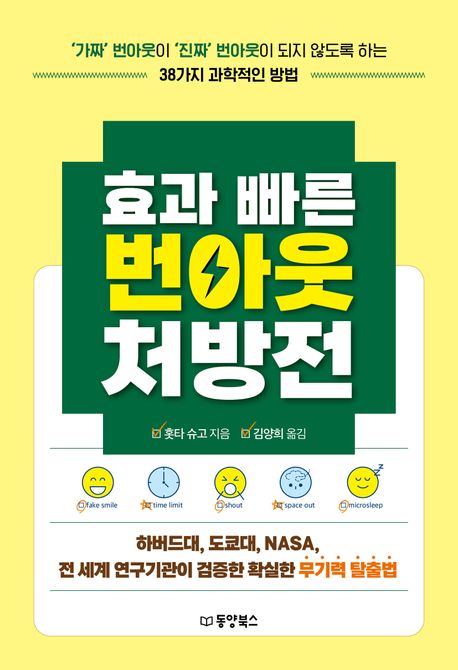 ‘가짜’ 번아웃이 ‘진짜’ 번아웃이 되지 않도록 하는
38가지 과학적인 방법
효과 빠른
번아웃
처방전
홋타 슈고 지음 김양희 옮김
fake smile time limit shout space out microsleep
하버드대, 도쿄대, NASA,
전 세계 연구기관이 검증한 확실한 무기력 탈출법
동양북스